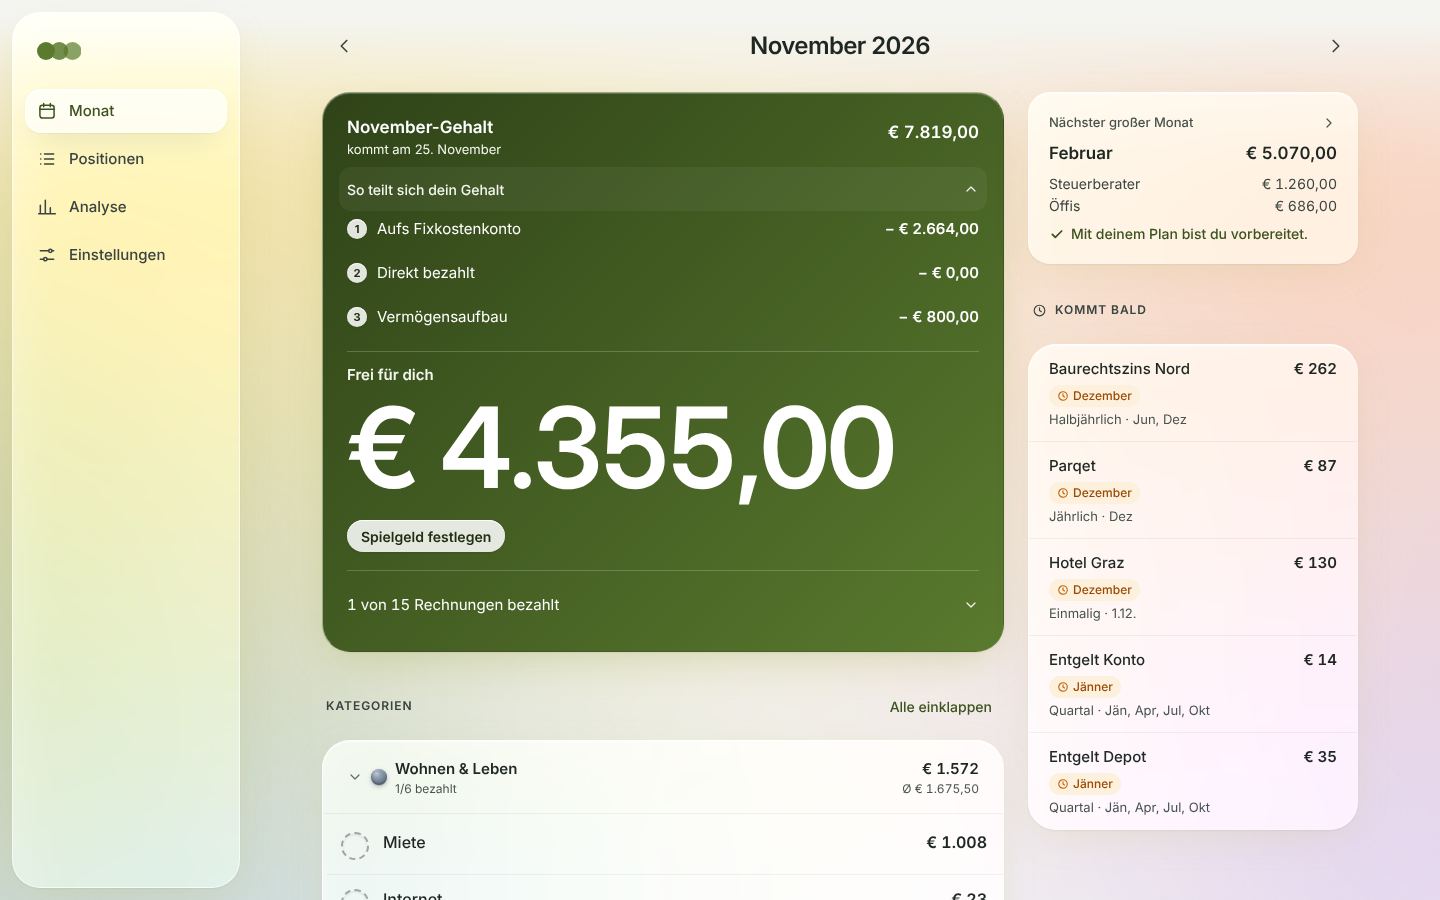 Monat
Positionen
Analyse
Einstellungen
November 2026
November-Gehalt
€ 7.819,00
kommt am 25. November
So teilt sich dein Gehalt
1 Aufs Fixkostenkonto – € 2.664,00
2 Direkt bezahlt – € 0,00
3 Vermögensaufbau – € 800,00
Frei für dich
€ 4.355,00
Spielgeld festlegen
1 von 15 Rechnungen bezahlt
KATEGORIEN
Alle einklappen
Wohnen & Leben € 1.572
1/6 bezahlt Ø € 1.675,50
Miete € 1.008
Internet € 23
Nächster großer Monat
Februar € 5.070,00
Steuerberater € 1.260,00
Öffis € 686,00
Mit deinem Plan bist du vorbereitet.
KOMMT BALD
Baurechtszins Nord € 262
Dezember
Halbjährlich · Jun, Dez
Parqet € 87
Dezember
Jährlich · Dez
Hotel Graz € 130
Dezember
Einmalig · 1.12.
Entgelt Konto € 14
Jänner
Quartal · Jän, Apr, Jul, Okt
Entgelt Depot € 35
Jänner
Quartal · Jän, Apr, Jul, Okt